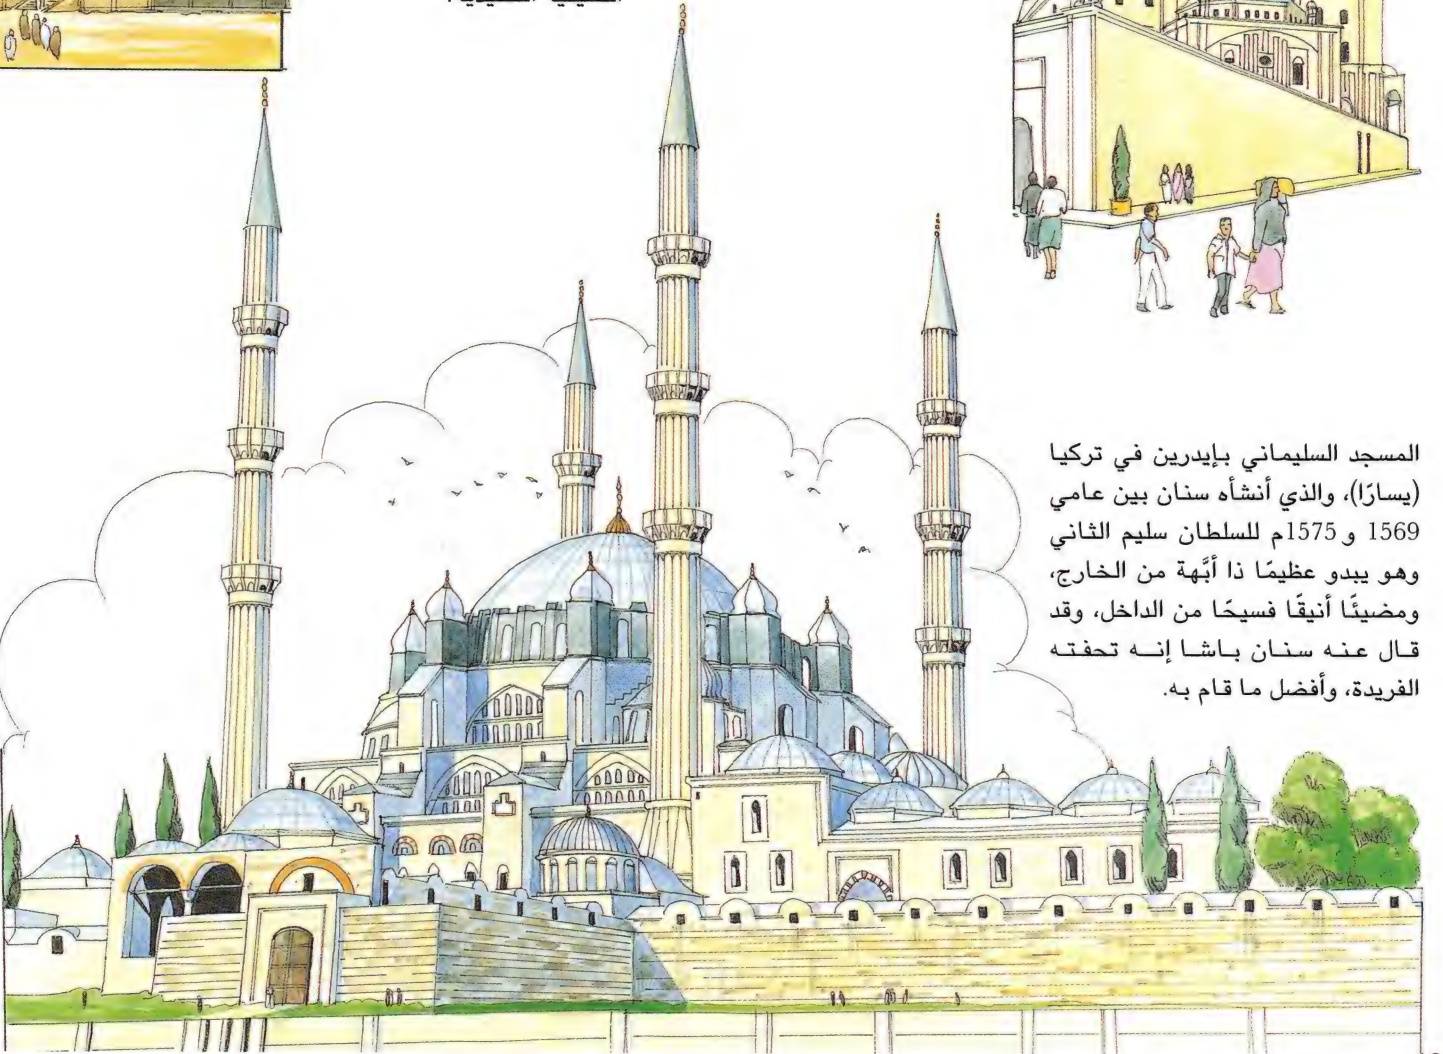 المسجد السليماني بإيدرين في تركيا
(يسارًا)، والذي أنشأه سنان بين عامي
1569 و 1575م للسلطان سليم الثاني
وهو يبدو عظيمًا ذا أبَّهة من الخارج،
ومضيئًا أنيقًا فسيحًا من الداخل، وقد
قال عنه سنان باشا إنه تحفته
الفريدة، وأفضل ما قام به.